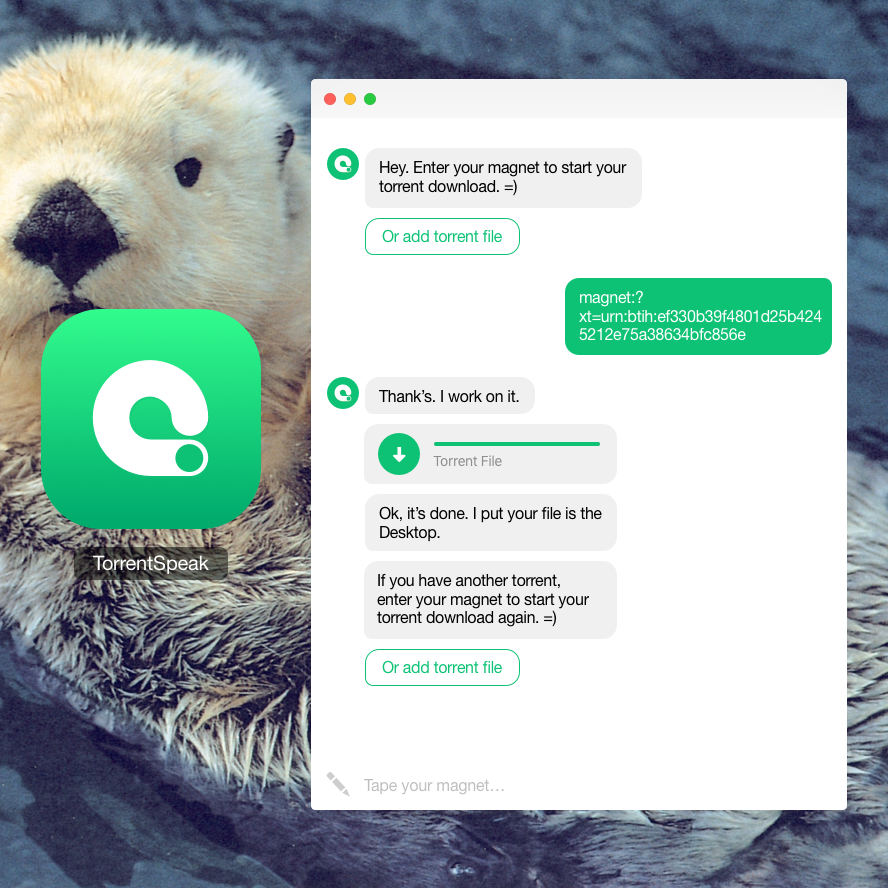 Hey. Enter your magnet to start your
torrent download. =)
Or add torrent file
magnet:?
xt=urn:btih:ef330b39f4801d25b424
5212e75a38634bfc856e
Thank’s. I work on it.
Torrent File
Ok, it’s done. I put your file is the
Desktop.
TorrentSpeak
If you have another torrent,
enter your magnet to start your
torrent download again. =)
Or add torrent file
Tape your magnet…